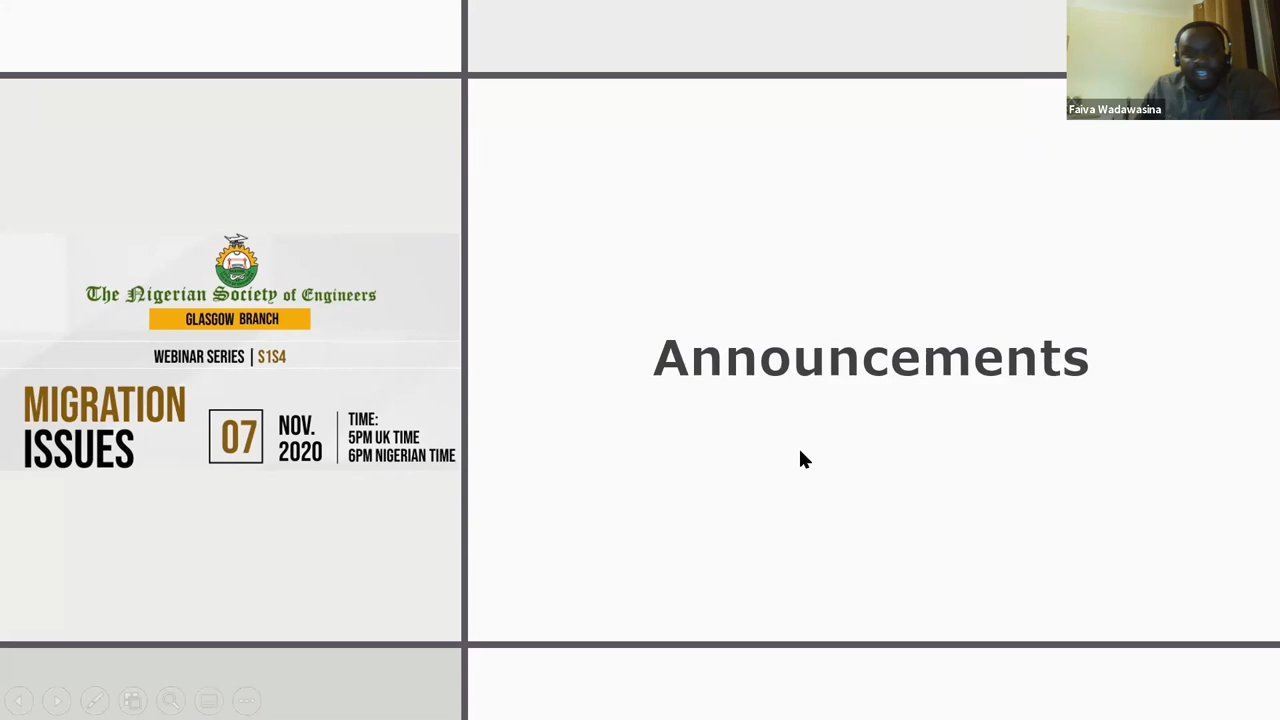 Faiva Wadawasina
The Nigerian Society of Engineers
GLASGOW BRANCH
WEBINAR SERIES | S1S4
MIGRATION
ISSUES
07
NOV.
2020
TIME:
5PM UK TIME
6PM NIGERIAN TIME
Announcements